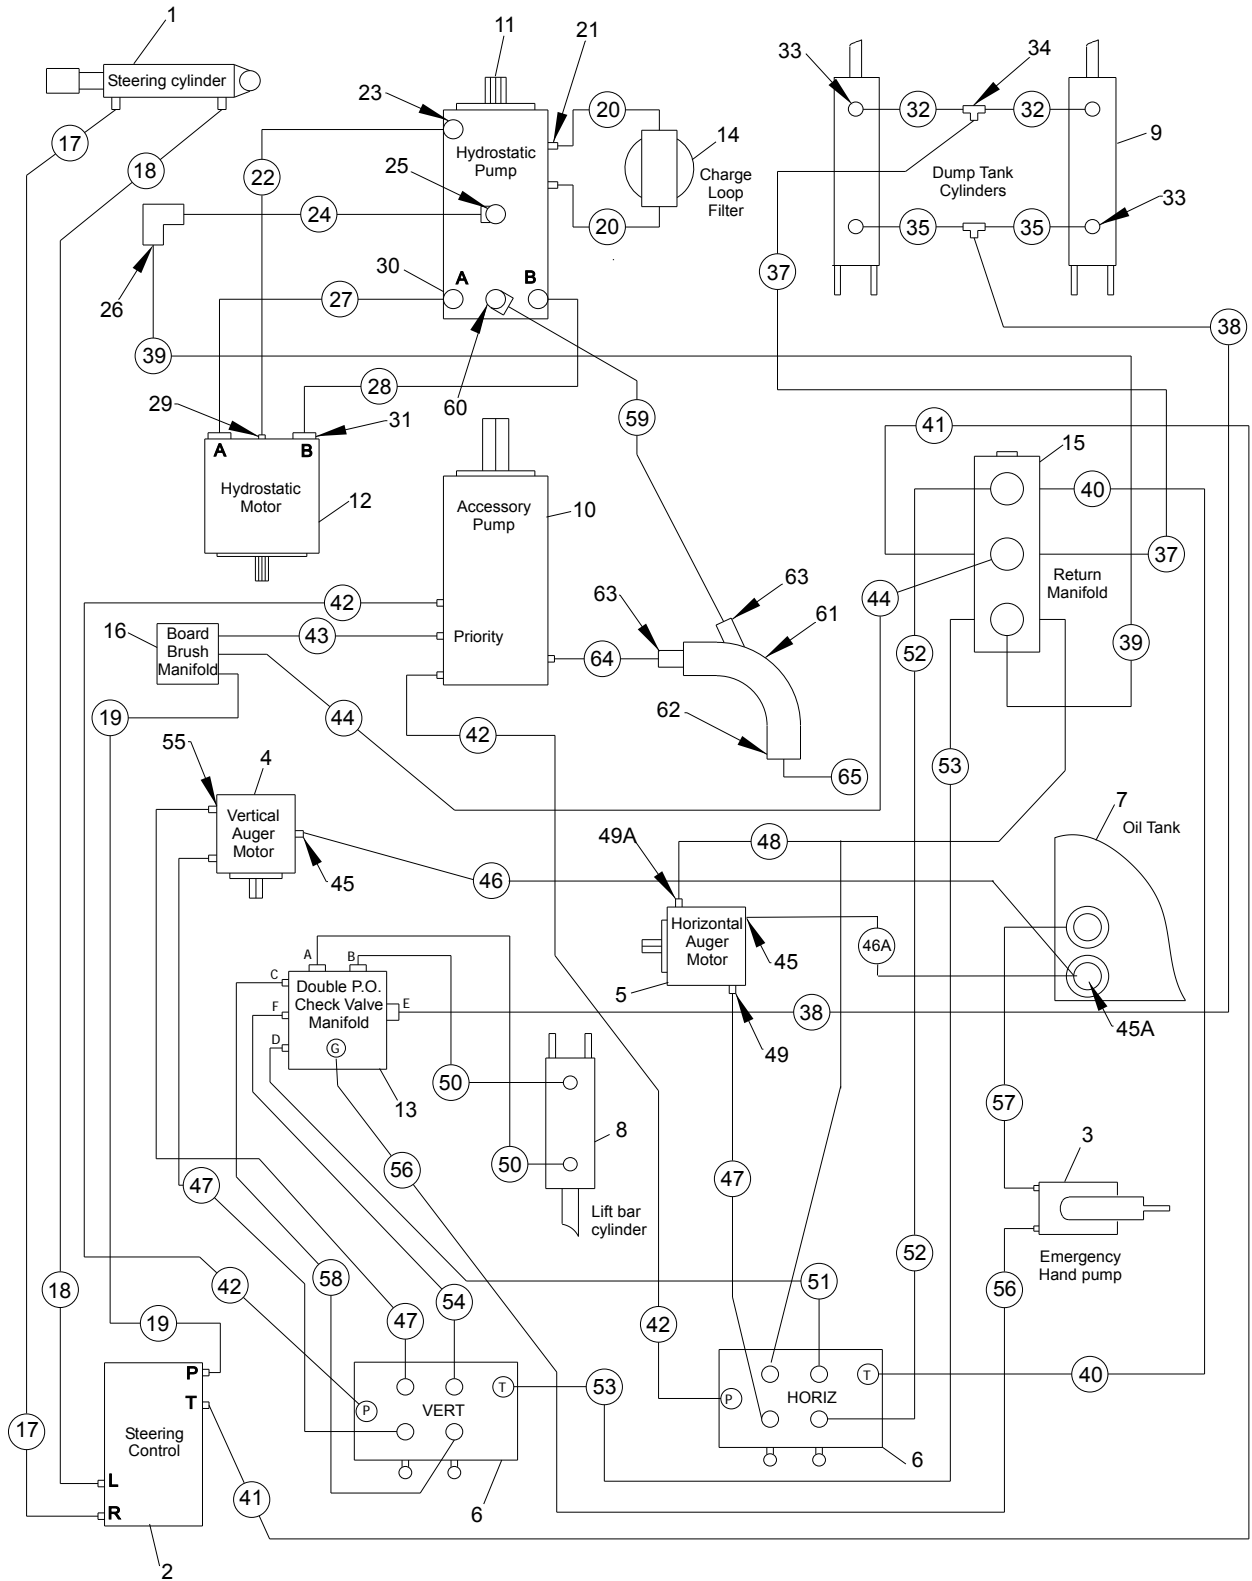 1
11
21
33
34
Steering cylinder
23
20
32
32
9
17
Hydrostatic
Pump
14
18
22
25
Charge
Loop
Filter
Dump Tank
Cylinders
33
24
20
35
35
26
30
A
B
37
27
38
39
60
28
59
29
31
41
15
A
B
Hydrostatic
Motor
12
Accessory
Pump
10
40
37
42
63
63
44
Return
Manifold
16
Board
Brush
Manifold
43
Priority
61
64
52
39
19
44
42
62
65
53
55
4
7
Oil Tank
Vertical
Auger
Motor
49A
48
45
46
Horizontal
Auger
Motor
46A
45
A
B
C
Double P.O.
Check Valve
Manifold
E
F
D
G
5
38
45A
49
50
13
8
57
3
50
56
47
47
Lift bar
cylinder
52
Emergency
Hand pump
58
51
56
18
42
54
47
42
19
P
T
53
T
40
P
VERT
P
HORIZ
T
17
Steering
Control
6
L
41
R
6
2